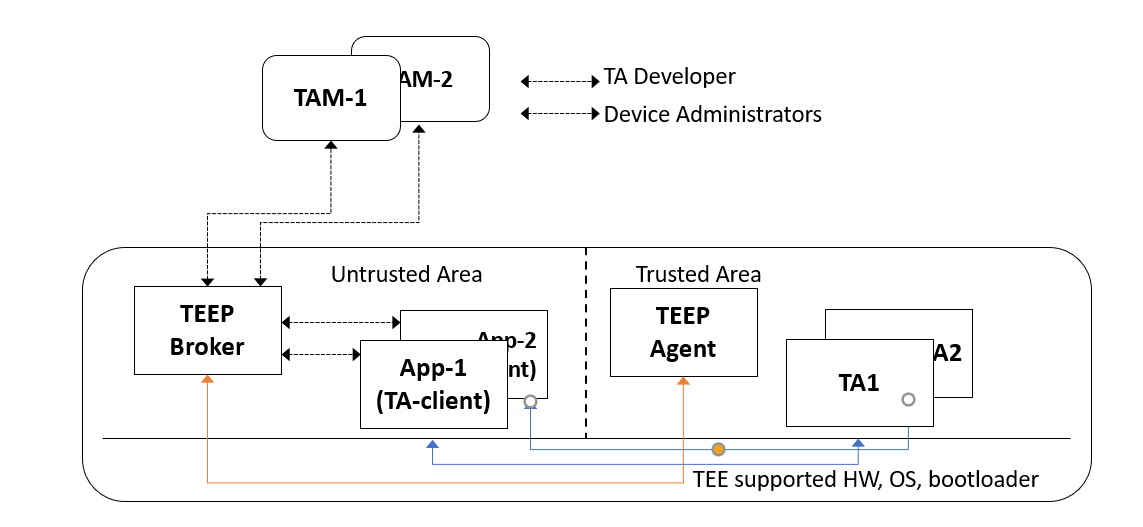 AM-2
TAM-1
TA Developer
Device Administrators
Untrusted Area
Trusted Area
TEEP
Broker
TEEP
Agent
App-2
nt)
App-1
(TA-client)
A2
TA1
TEE supported HW, OS, bootloader